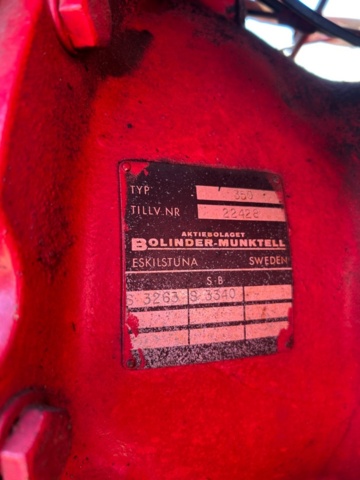 TYP 350
TILLV.NR 22428
AKTIEBOLAGET
BOLINDER-MUNKTELL
ESKILSTUNA SWEDEN
S-B
S 3263 S 3340